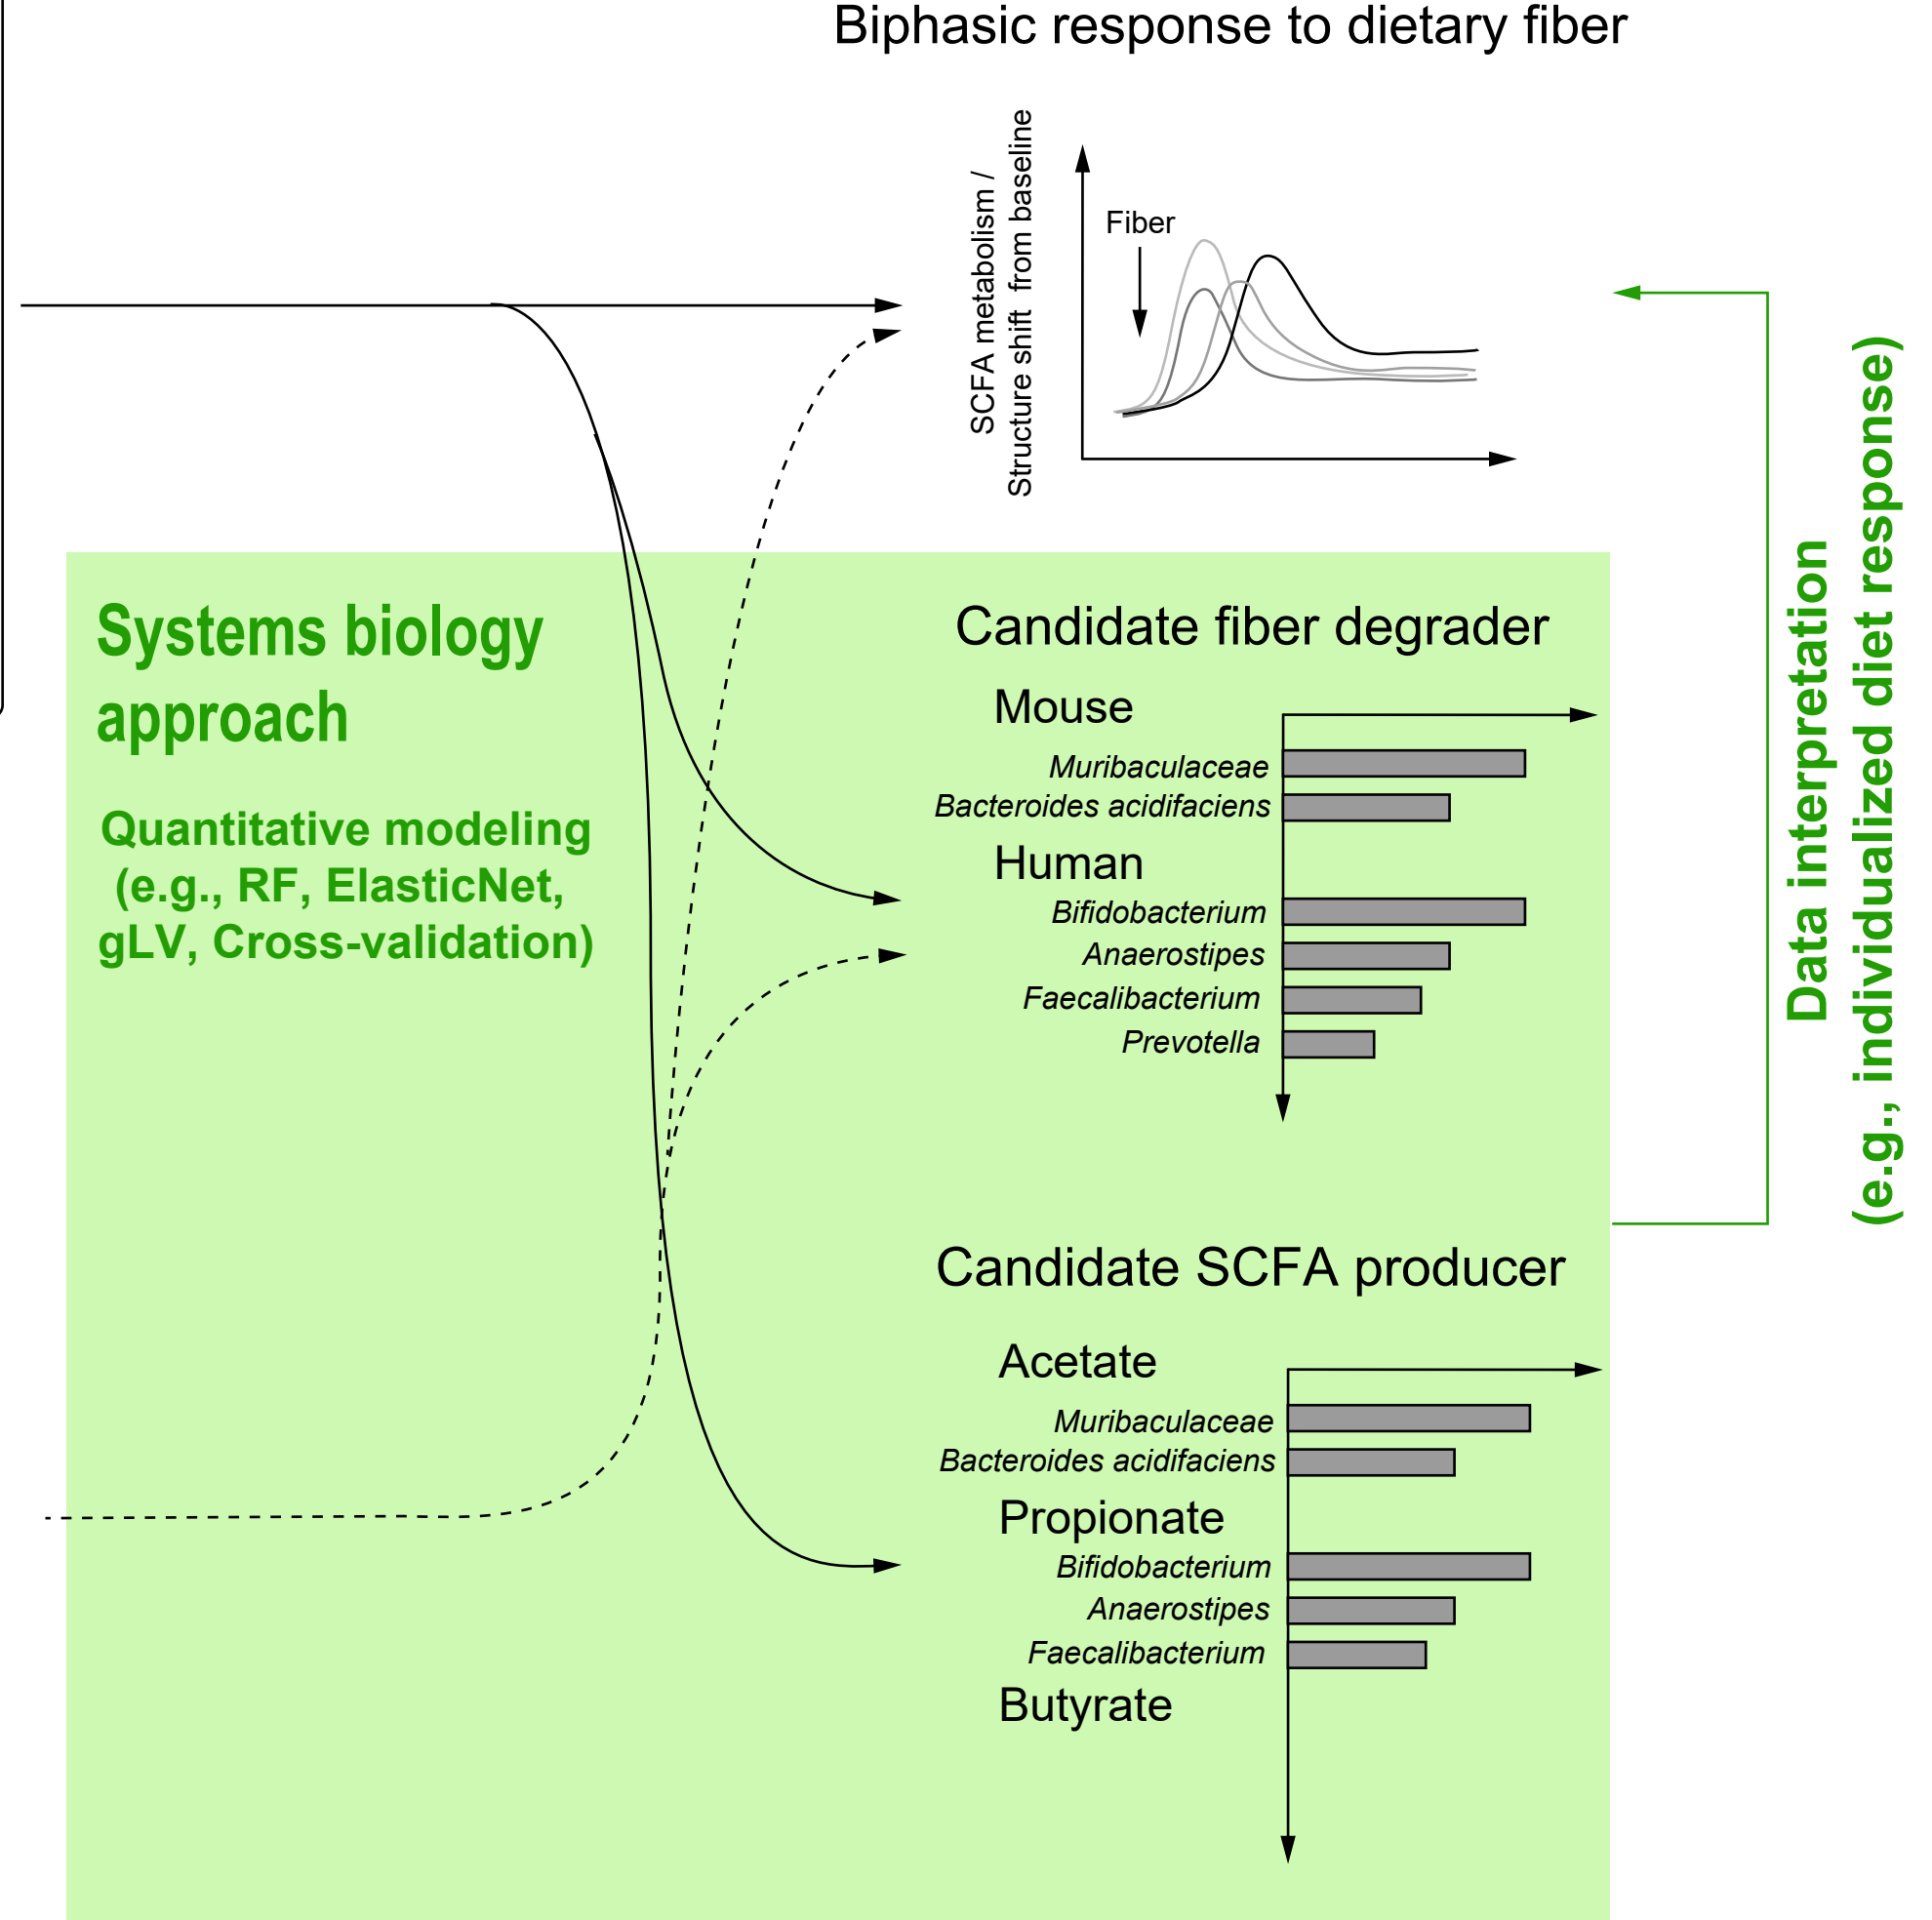 Biphasic response to dietary fiber
SCFA metabolism /
Structure shift from baseline
Fiber
Systems biology
approach
Quantitative modeling
(e.g., RF, ElasticNet,
gLV, Cross-validation)
Candidate fiber degrader
Mouse
Muribaculaceae
Bacteroides acidifaciens
Human
Bifidobacterium
Anaerostipes
Faecalibacterium
Prevotella
Candidate SCFA producer
Acetate
Muribaculaceae
Bacteroides acidifaciens
Propionate
Bifidobacterium
Anaerostipes
Faecalibacterium
Butyrate
Data interpretation
(e.g., individualized diet response)